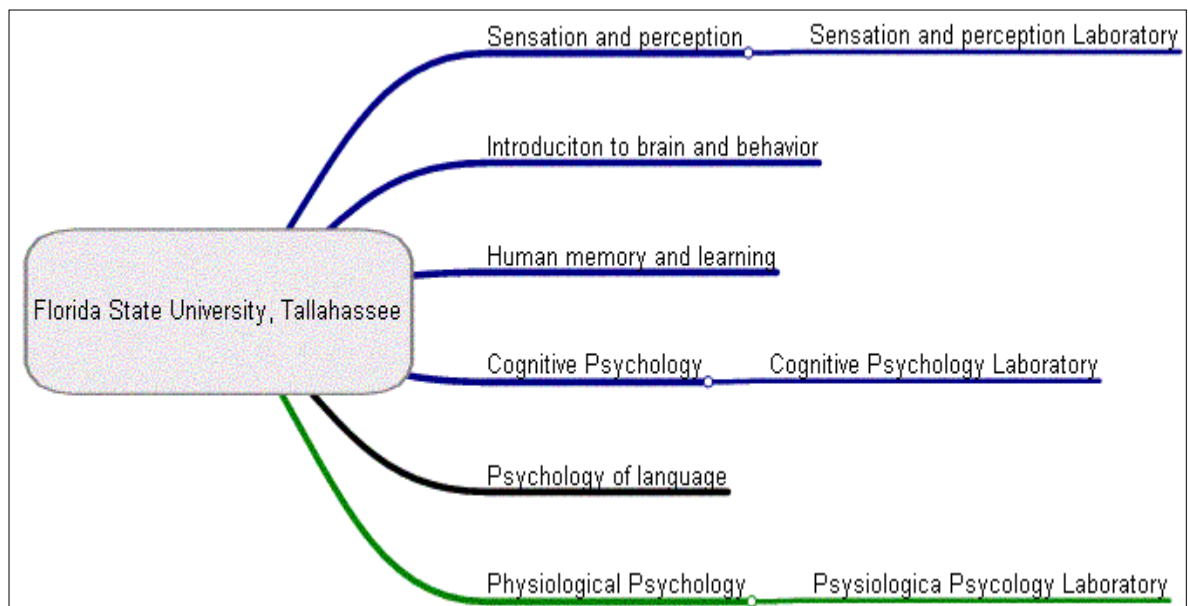 Sensation and perception
Sensation and perception Laboratory
Introduciton to brain and behavior
Human memory and learning
Florida State University, Tallahassee
Cognitive Psychology
Cognitive Psychology Laboratory
Psychology of language
Physiological Psychology
Psysiologica Psycology Laboratory